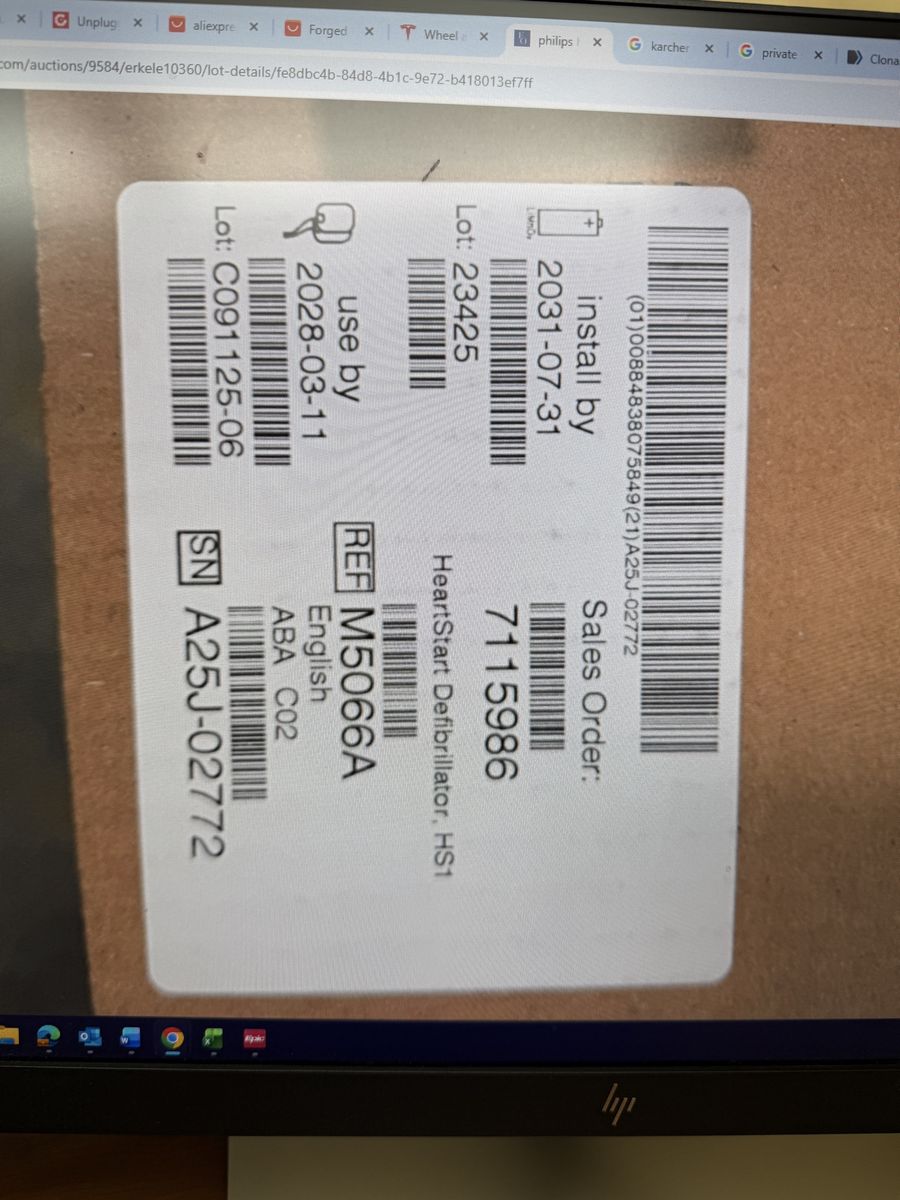 Unplug
aliexpre
Forged
Wheel
philips
karcher
private
Clona
com/auctions/9584/erkele10360/lot-details/fe8dbc4b-84d8-4b1c-9e72-b418013ef7ff
(01)00884838075849(21)A25J-02772
install by
2031-07-31
Lot: 23425
use by
2028-03-11
Lot: C091125-06
Sales Order:
7115986
HeartStart Defibrillator, HS1
REF M5066A
English
ABA C02
SN A25J-02772
Epic
hp